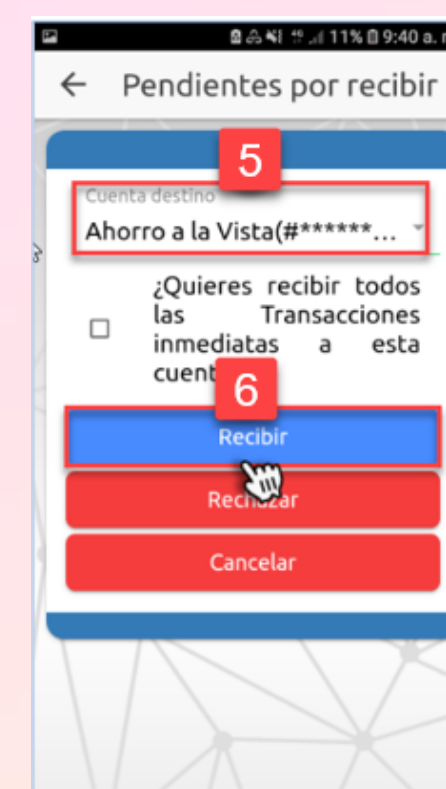 11% 9:40 a. r
Pendientes por recibir
5
Cuenta destino
Ahorro a la Vista(#******...
¿Quieres recibir todos
las Transacciones
inmediatas a esta
cuent
6
Recibir
Rechazar
Cancelar